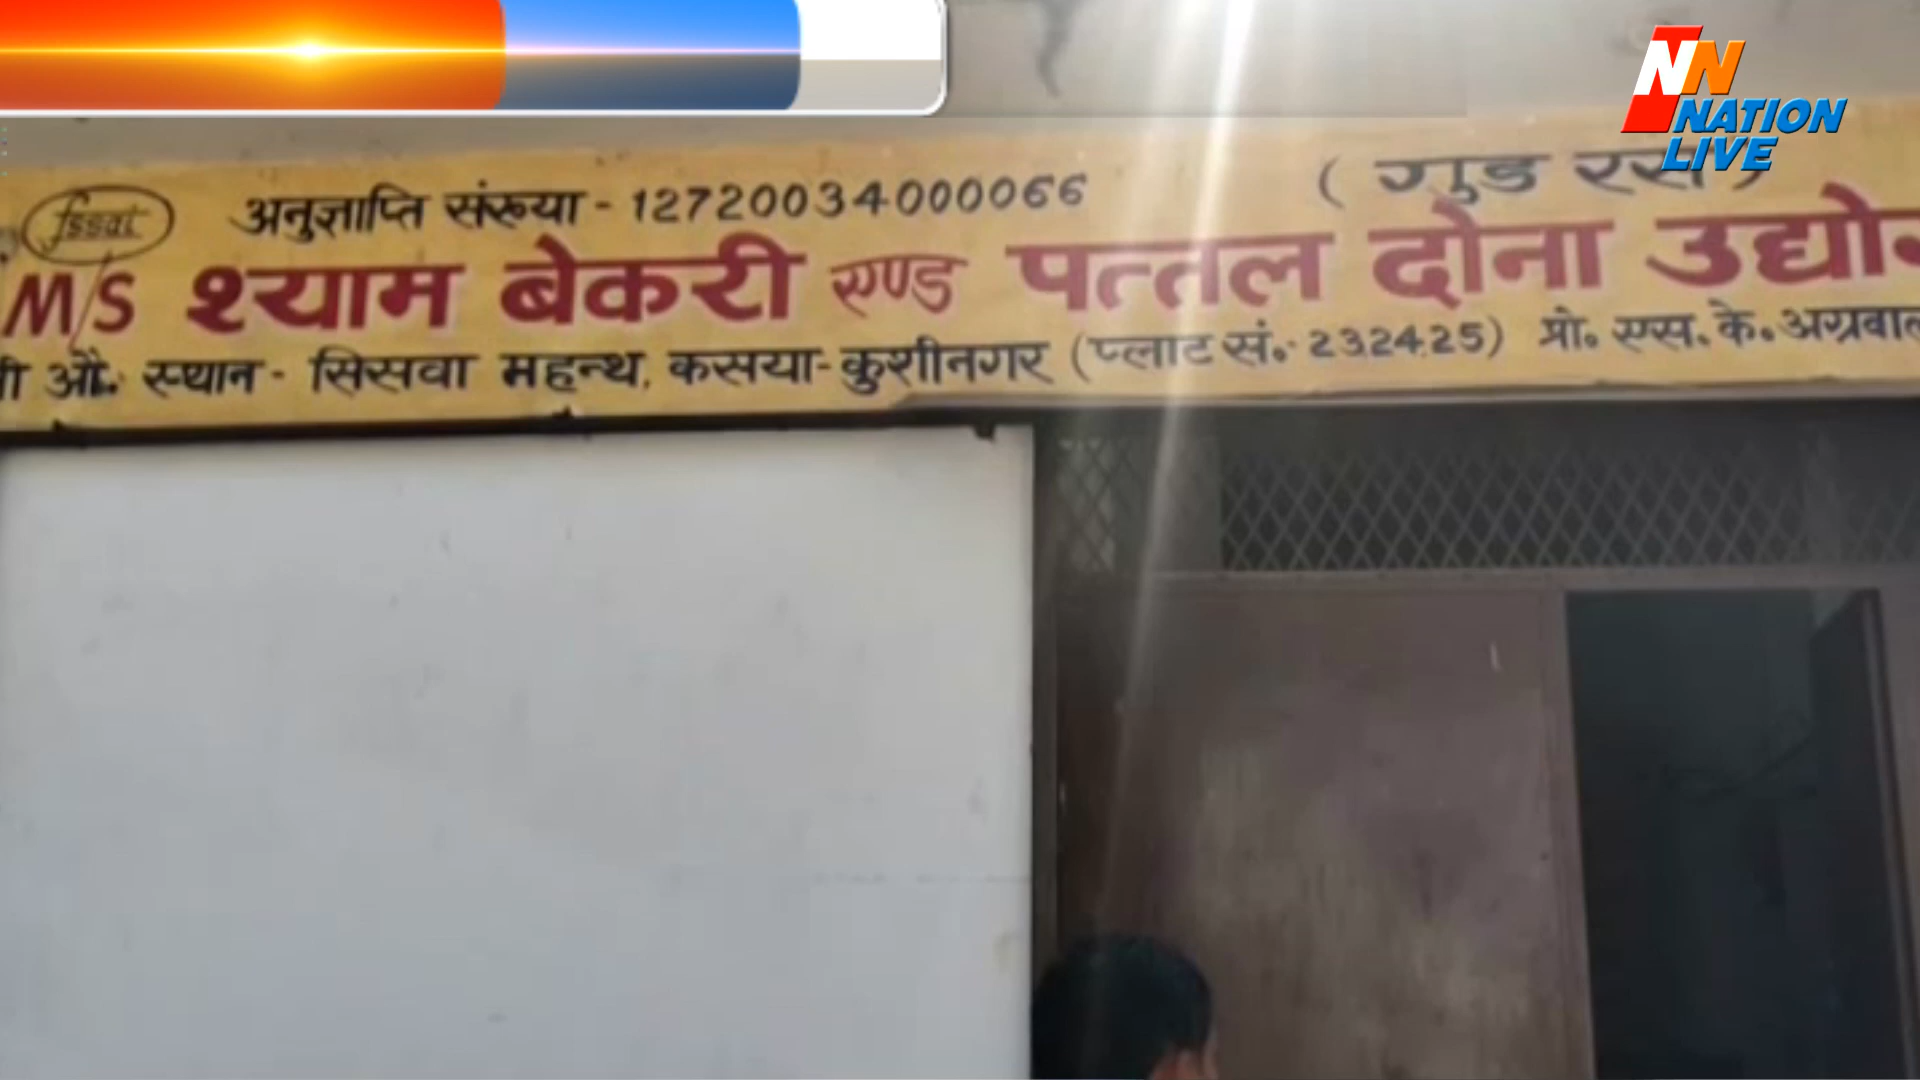 NN NATION LIVE
fssai अनुज्ञाप्ति संख्या - 12720034000066 (गुड रस)
M/S श्याम बेकरी एण्ड पत्तल दोना उद्यो
औ. स्थान - सिसवा महन्थ, कसया-कुशीनगर (प्लाट सं. 232425) प्रो. एस. के. अग्रवाल